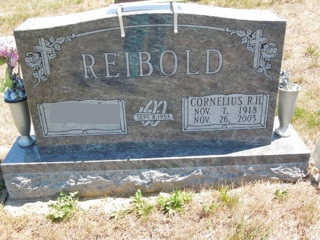 REIBOLD
CORNELIUS R.H.
NOV. 7, 1918
NOV. 26, 2003